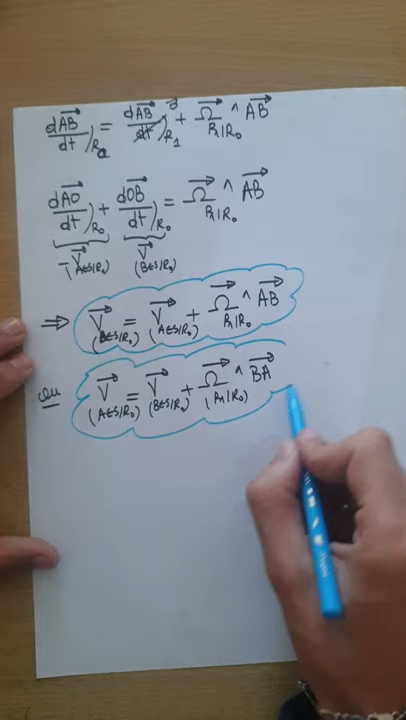 dAB⃗/dt /R₀ = dAB⃗/dt /R₁ 0⃗ + Ω⃗ R₁/R₀ ^ AB⃗
dAO⃗/dt /R₀ + dOB⃗/dt /R₀ = Ω⃗ R₁/R₀ ^ AB⃗
-V⃗(A∈S/R₀) V⃗(B∈S/R₀)
⇒ V⃗(B∈S/R₀) = V⃗(A∈S/R₀) + Ω⃗ R₁/R₀ ^ AB⃗
ou V⃗(A∈S/R₀) = V⃗(B∈S/R₀) + Ω⃗(R₁/R₀) ^ BA⃗